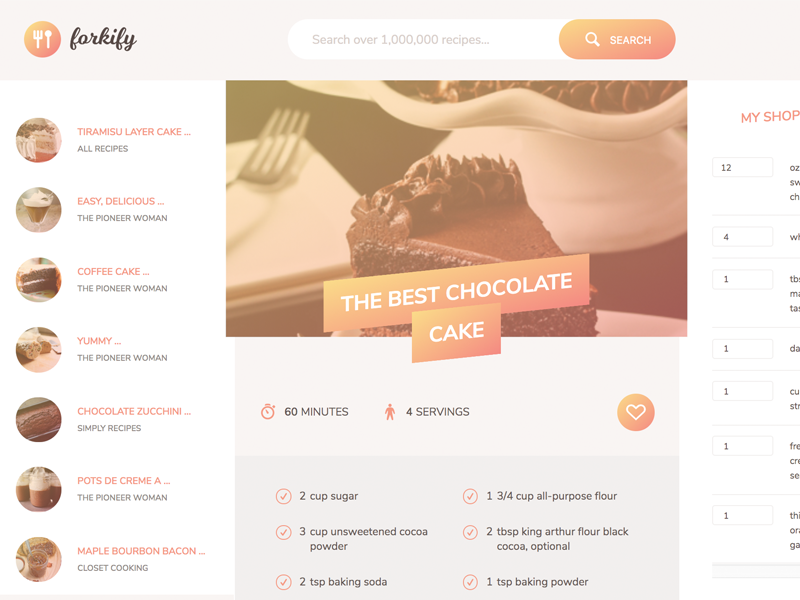 forkify
Search over 1,000,000 recipes...
SEARCH
TIRAMISU LAYER CAKE ...
ALL RECIPES
EASY, DELICIOUS ...
THE PIONEER WOMAN
COFFEE CAKE ...
THE PIONEER WOMAN
YUMMY ...
THE PIONEER WOMAN
CHOCOLATE ZUCCHINI ...
SIMPLY RECIPES
POTS DE CREME A ...
THE PIONEER WOMAN
MAPLE BOURBON BACON ...
CLOSET COOKING
THE BEST CHOCOLATE
CAKE
60 MINUTES
4 SERVINGS
2 cup sugar
1 3/4 cup all-purpose flour
3 cup unsweetened cocoa
powder
2 tbsp king arthur flour black
cocoa, optional
2 tsp baking soda
1 tsp baking powder
MY SHOP
12
oz
sw
ch
4
wh
1
tbs
ma
tas
1
da
1
cu
str
1
fre
cre
se
1
thi
ora
ga